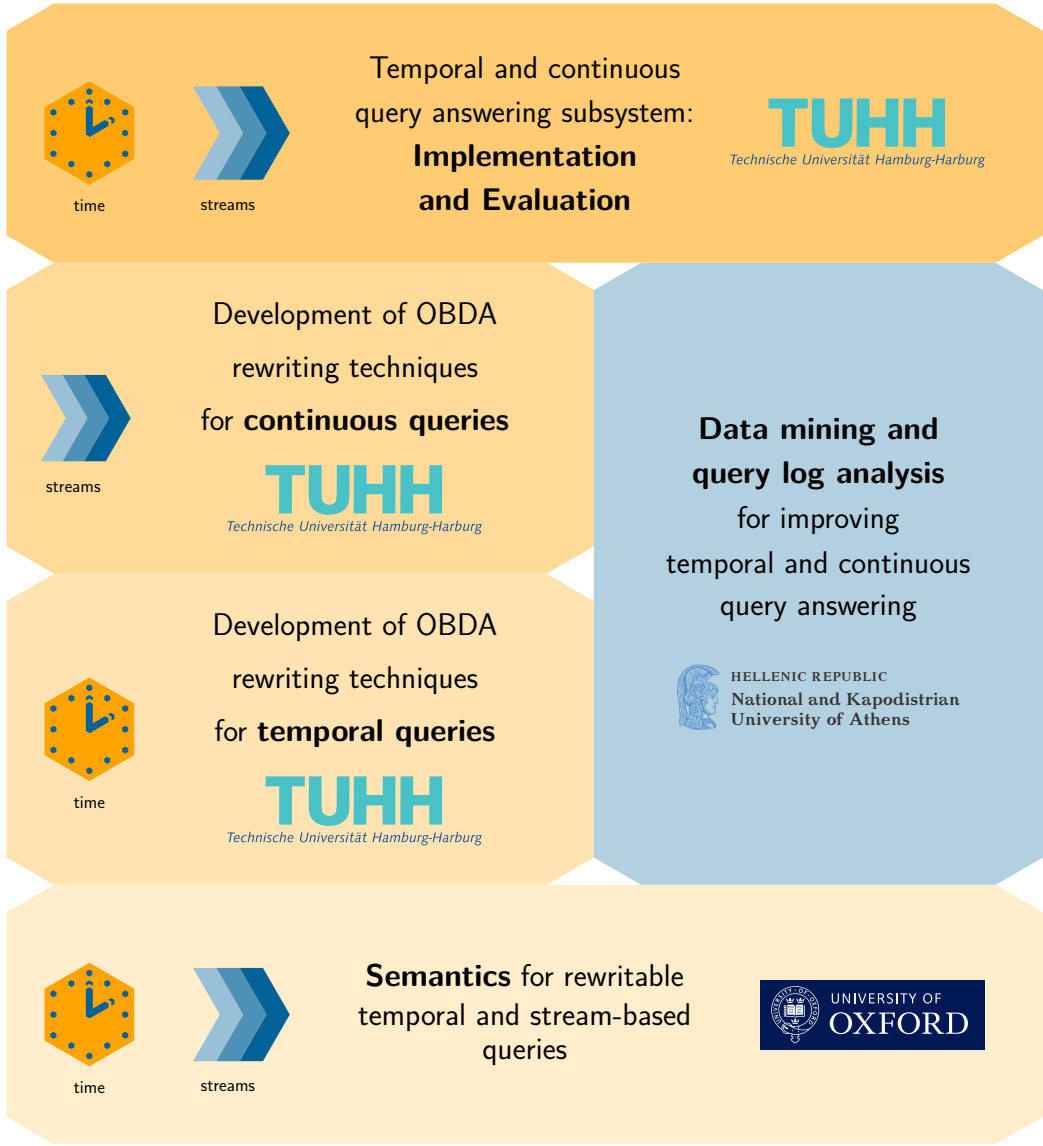 Temporal and continuous
query answering subsystem:
Implementation
and Evaluation
time
streams
TUHH
Technische Universität Hamburg-Harburg
Development of OBDA
rewriting techniques
for continuous queries
streams
TUHH
Technische Universität Hamburg-Harburg
Data mining and
query log analysis
for improving
temporal and continuous
query answering
HELLENIC REPUBLIC
National and Kapodistrian
University of Athens
Development of OBDA
rewriting techniques
for temporal queries
time
TUHH
Technische Universität Hamburg-Harburg
Semantics for rewritable
temporal and stream-based
queries
time
streams
UNIVERSITY OF
OXFORD